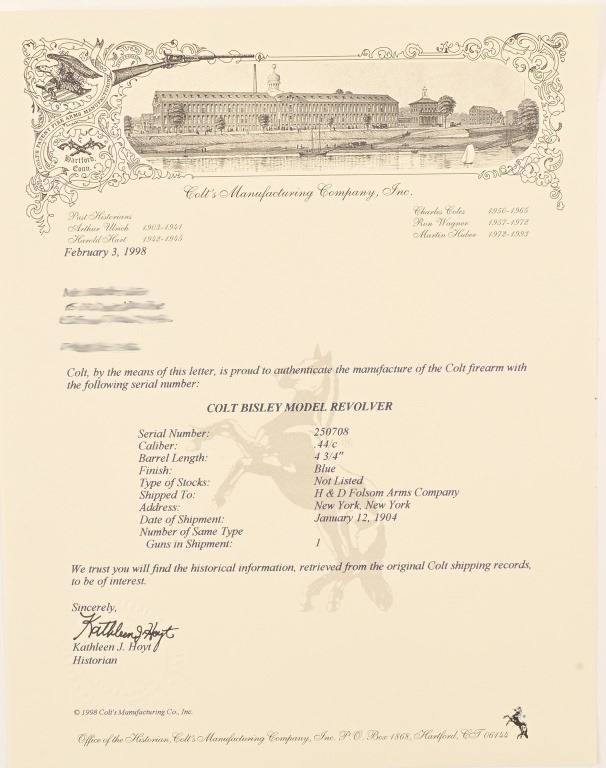 COLT'S PATENT FIRE ARMS MANUFACTURING
Hartford,
Conn.
Colt's Manufacturing Company, Inc.
Past Historians
Arthur Ulrich 1903-1941
Harold Hart 1942-1945
Charles Coles 1950-1965
Ron Wagner 1957-1972
Martin Huber 1972-1993
February 3, 1998
Colt, by the means of this letter, is proud to authenticate the manufacture of the Colt firearm with
the following serial number:
COLT BISLEY MODEL REVOLVER
Serial Number: 250708
Caliber: .44/c
Barrel Length: 4 3/4"
Finish: Blue
Type of Stocks: Not Listed
Shipped To: H & D Folsom Arms Company
Address: New York, New York
Date of Shipment: January 12, 1904
Number of Same Type
Guns in Shipment: 1
We trust you will find the historical information, retrieved from the original Colt shipping records,
to be of interest.
Sincerely,
Kathleen J Hoyt
Kathleen J. Hoyt
Historian
© 1998 Colt's Manufacturing Co., Inc.
Office of the Historian, Colt's Manufacturing Company, Inc. P.O. Box 1868, Hartford, CT 06144